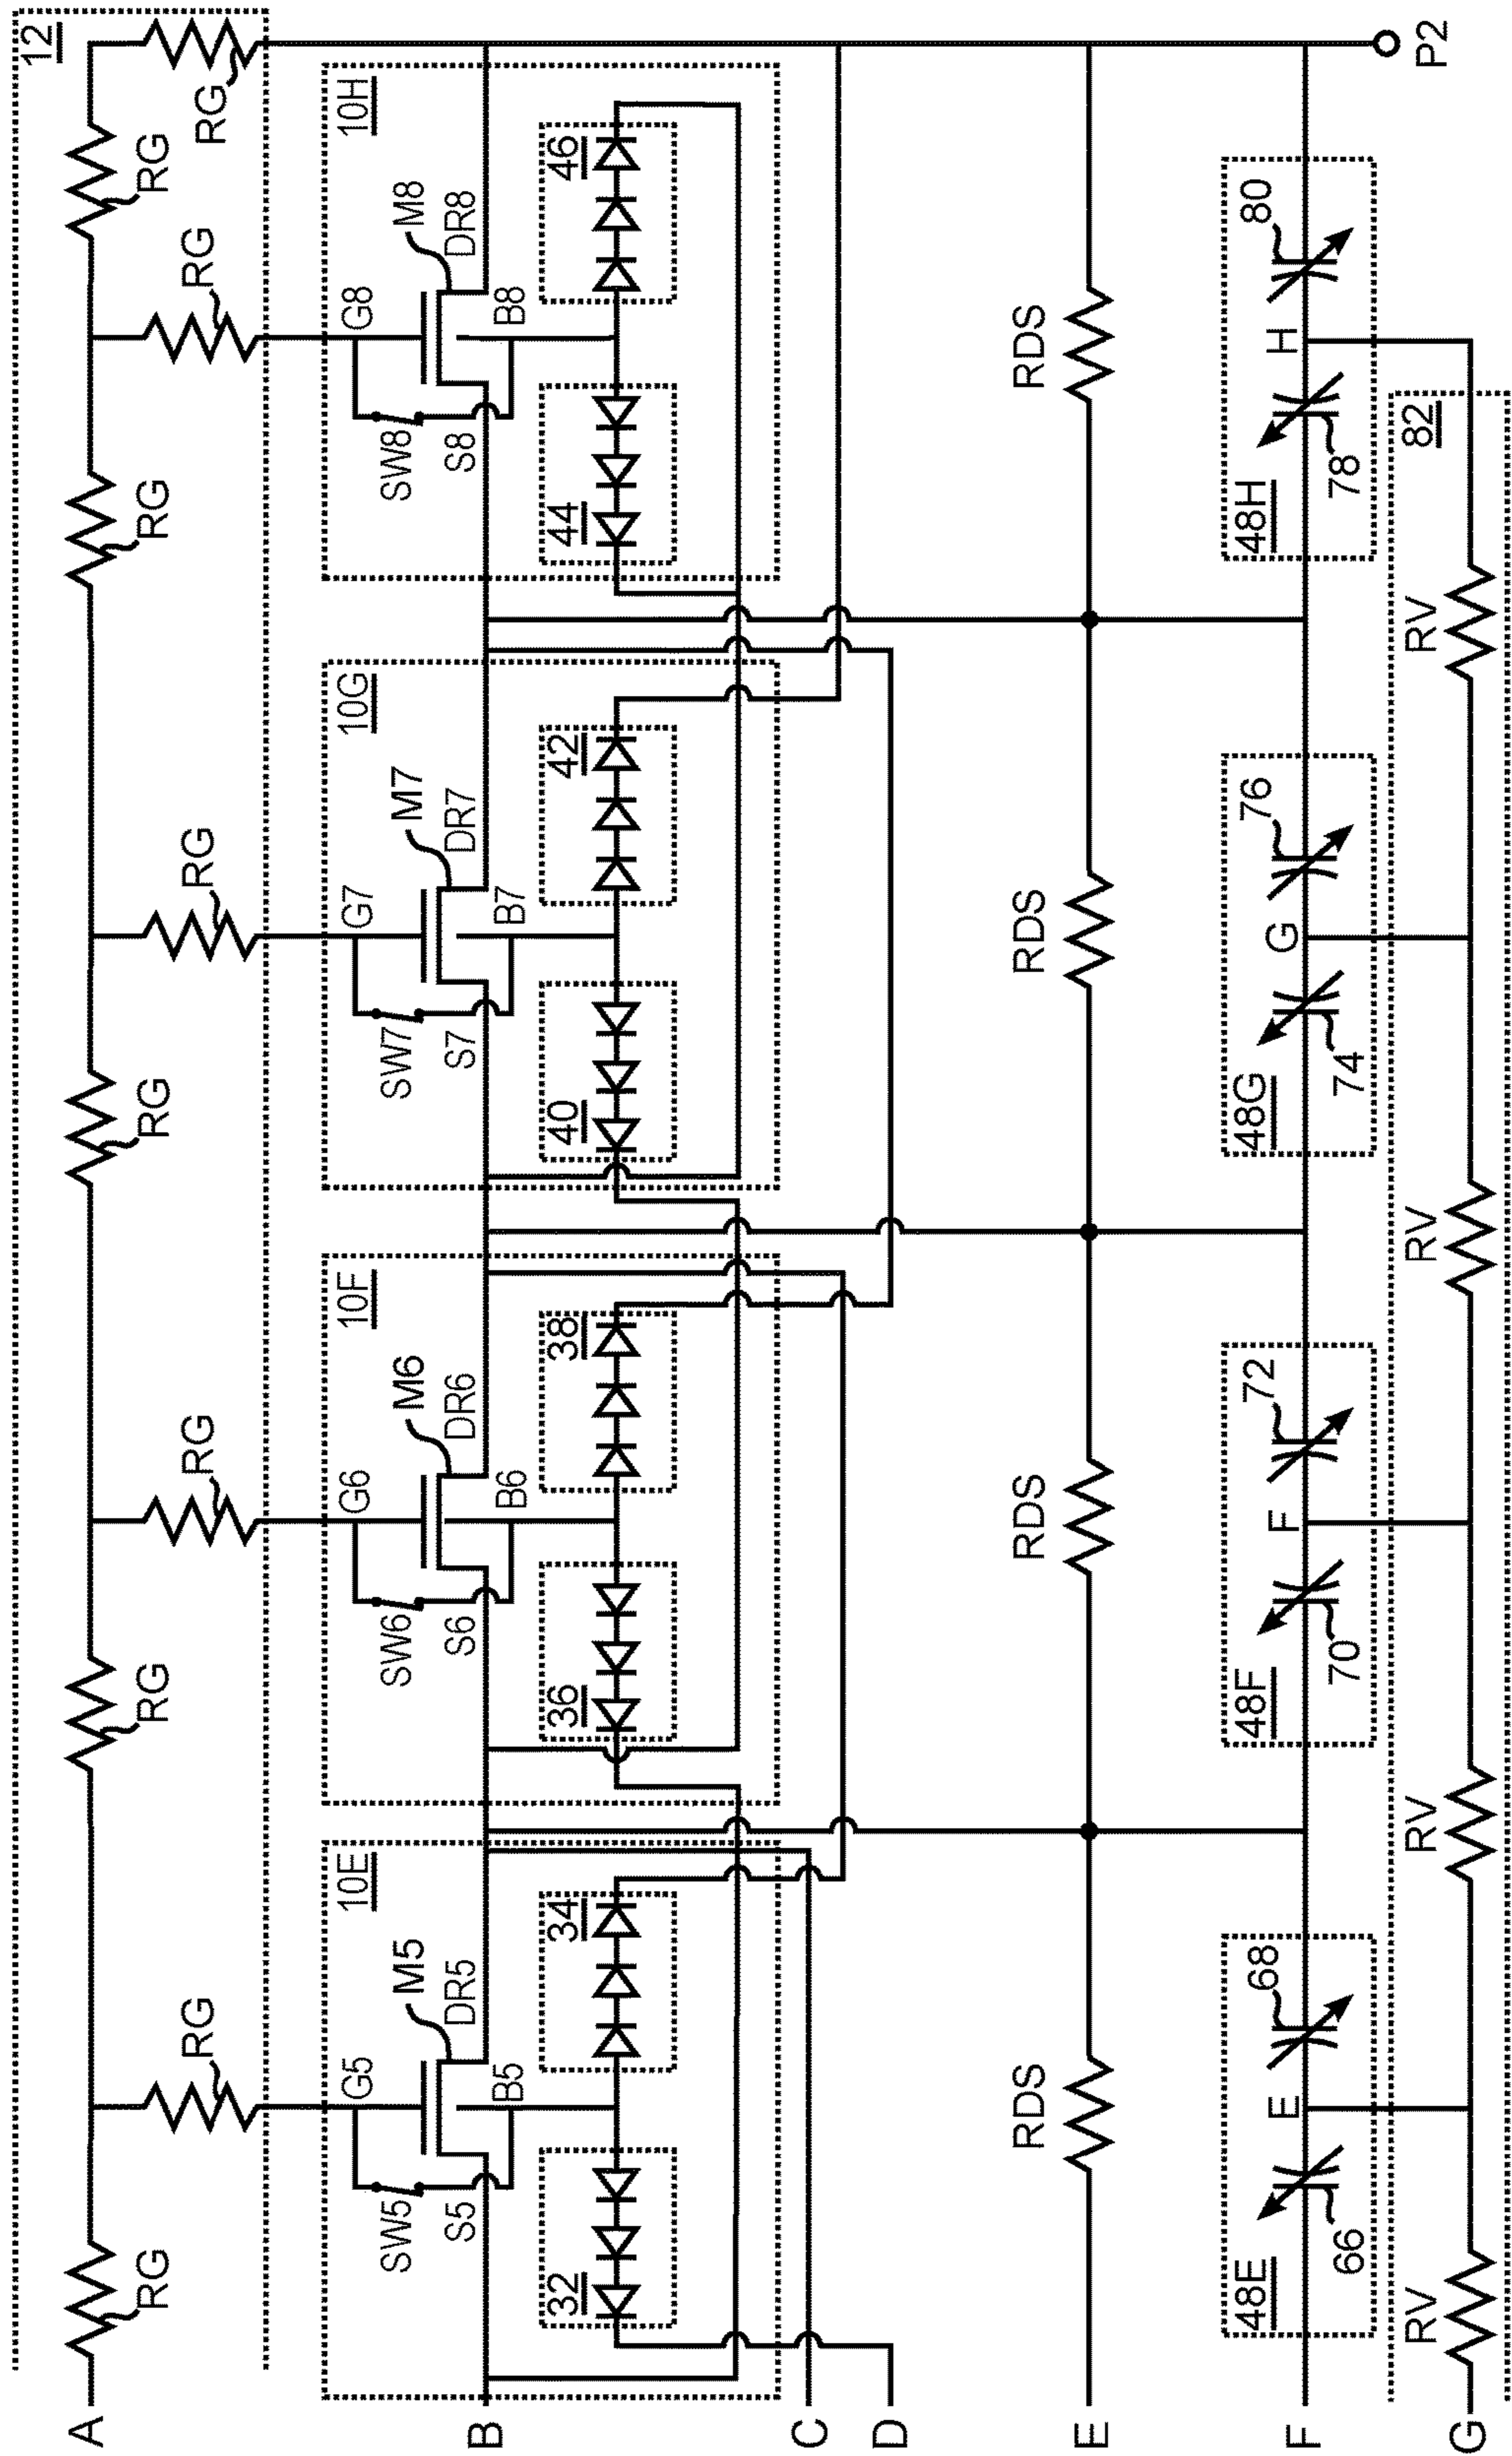 12
RG
RG
RG
RG
RG
RG
RG
RG
RG
RG
10E
G5
M5
DR5
SW5
S5
B5
32
34
10F
G6
M6
DR6
SW6
S6
B6
36
38
10G
G7
M7
DR7
SW7
S7
B7
40
42
10H
G8
M8
DR8
SW8
S8
B8
44
46
RDS
RDS
RDS
RDS
48E
66
E
68
48F
70
F
72
48G
74
G
76
48H
78
H
80
82
RV
RV
RV
RV
P2
A
B
C
D
E
F
G